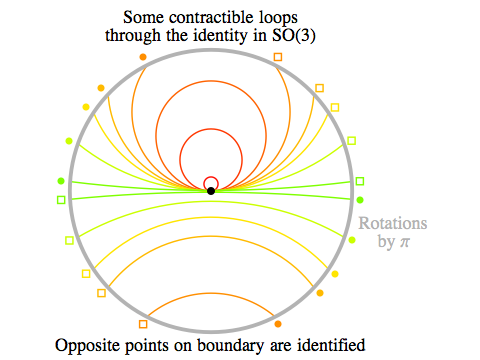 Some contractible loops
through the identity in SO(3)
Rotations
by π
Opposite points on boundary are identified